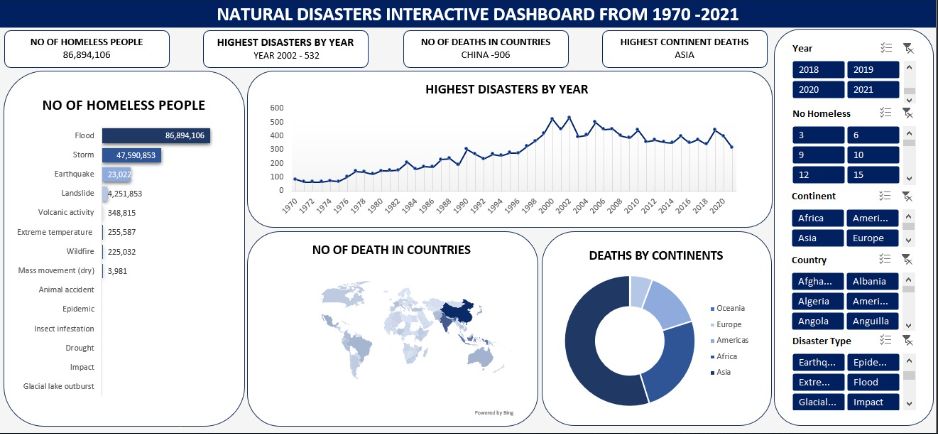 NATURAL DISASTERS INTERACTIVE DASHBOARD FROM 1970 -2021
NO OF HOMELESS PEOPLE
86,894,106
HIGHEST DISASTERS BY YEAR
YEAR 2002 - 532
NO OF DEATHS IN COUNTRIES
CHINA -906
HIGHEST CONTINENT DEATHS
ASIA
NO OF HOMELESS PEOPLE
Flood 86,894,106
Storm 47,590,853
Earthquake 23,022
Landslide 4,251,853
Volcanic activity 348,815
Extreme temperature 255,587
Wildfire 225,032
Mass movement (dry) 3,981
Animal accident
Epidemic
Insect infestation
Drought
Impact
Glacial lake outburst
HIGHEST DISASTERS BY YEAR
600
500
400
300
200
100
0
1970 1972 1974 1976 1978 1980 1982 1984 1986 1988 1990 1992 1994 1996 1998 2000 2002 2004 2006 2008 2010 2012 2014 2016 2018 2020
NO OF DEATH IN COUNTRIES
Powered by Bing
DEATHS BY CONTINENTS
Oceania
Europe
Americas
Africa
Asia
Year
2018 2019
2020 2021
No Homeless
3 6
9 10
12 15
Continent
Africa Ameri...
Asia Europe
Country
Afgha... Albania
Algeria Ameri...
Angola Anguilla
Disaster Type
Earthq... Epide...
Extre... Flood
Glacial... Impact